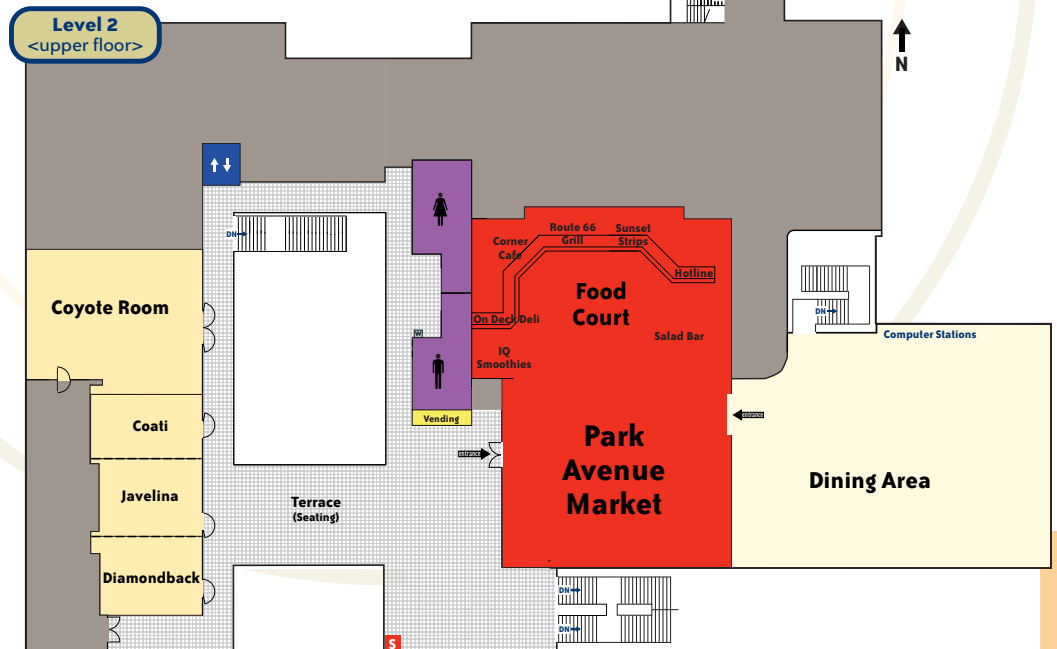 Level 2
<upper floor>
N
DN
Route 66
Grill
Sunset
Strips
Corner
Cafe
Hotline
Food
Court
Coyote Room
On Deck Deli
Salad Bar
W
IQ
Smoothies
DN
Computer Stations
Vending
entrance
entrance
Coati
Park
Avenue
Market
Dining Area
Javelina
Terrace
(Seating)
Diamondback
DN
DN
S